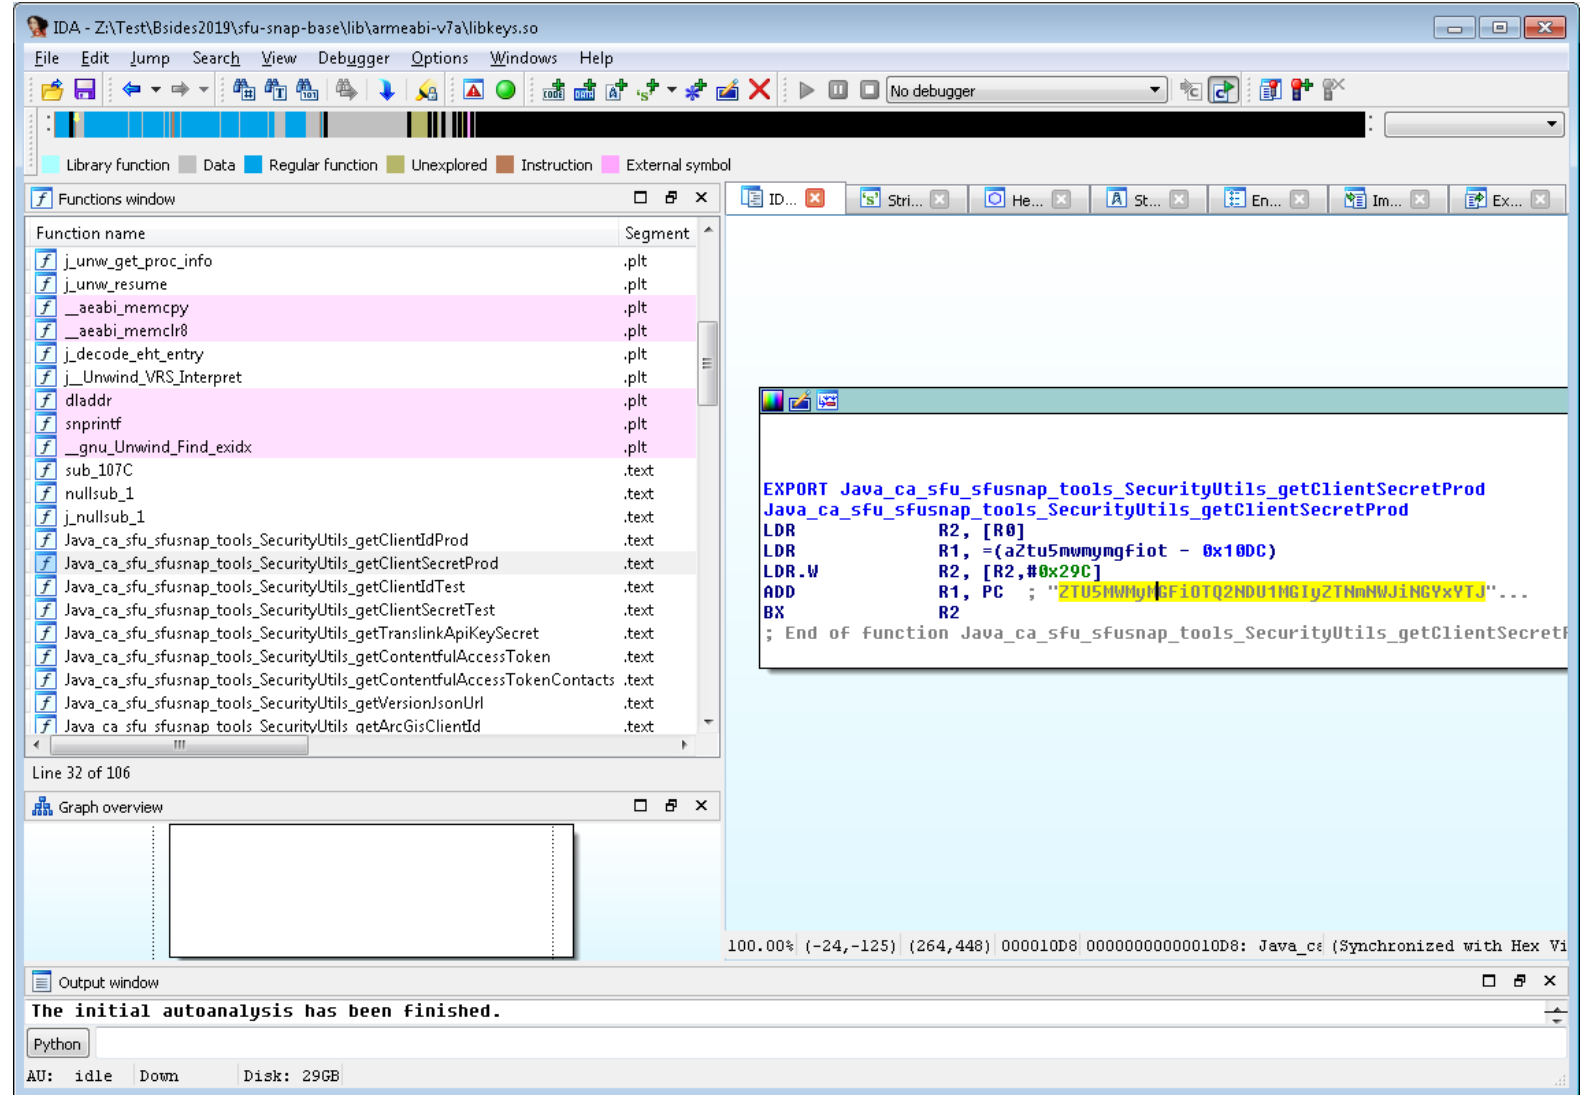 IDA - Z:\Test\Bsides2019\sfu-snap-base\lib\armeabi-v7a\libkeys.so
File Edit Jump Search View Debugger Options Windows Help
No debugger
Library function Data Regular function Unexplored Instruction External symbol
Functions window
Function name Segment
j_unw_get_proc_info .plt
j_unw_resume .plt
__aeabi_memcpy .plt
__aeabi_memclr8 .plt
j_decode_eht_entry .plt
j__Unwind_VRS_Interpret .plt
dladdr .plt
snprintf .plt
__gnu_Unwind_Find_exidx .plt
sub_107C .text
nullsub_1 .text
j_nullsub_1 .text
Java_ca_sfu_sfusnap_tools_SecurityUtils_getClientIdProd .text
Java_ca_sfu_sfusnap_tools_SecurityUtils_getClientSecretProd .text
Java_ca_sfu_sfusnap_tools_SecurityUtils_getClientIdTest .text
Java_ca_sfu_sfusnap_tools_SecurityUtils_getClientSecretTest .text
Java_ca_sfu_sfusnap_tools_SecurityUtils_getTranslinkApiKeySecret .text
Java_ca_sfu_sfusnap_tools_SecurityUtils_getContentfulAccessToken .text
Java_ca_sfu_sfusnap_tools_SecurityUtils_getContentfulAccessTokenContacts .text
Java_ca_sfu_sfusnap_tools_SecurityUtils_getVersionJsonUrl .text
Java_ca_sfu_sfusnap_tools_SecurityUtils_getArcGisClientId .text
Line 32 of 106
Graph overview
ID... Stri... He... St... En... Im... Ex...
EXPORT Java_ca_sfu_sfusnap_tools_SecurityUtils_getClientSecretProd
Java_ca_sfu_sfusnap_tools_SecurityUtils_getClientSecretProd
LDR R2, [R0]
LDR R1, =(aZtu5mwmymgfiot - 0x10DC)
LDR.W R2, [R2,#0x29C]
ADD R1, PC ; "ZTU5MWMyMGFiOTQ2NDU1MGIyZTNmNWJiNGYxYTJ"...
BX R2
; End of function Java_ca_sfu_sfusnap_tools_SecurityUtils_getClientSecretP
100.00% (-24,-125) (264,448) 000010D8 00000000000010D8: Java_ca (Synchronized with Hex Vi
Output window
The initial autoanalysis has been finished.
Python
AU: idle Down Disk: 29GB